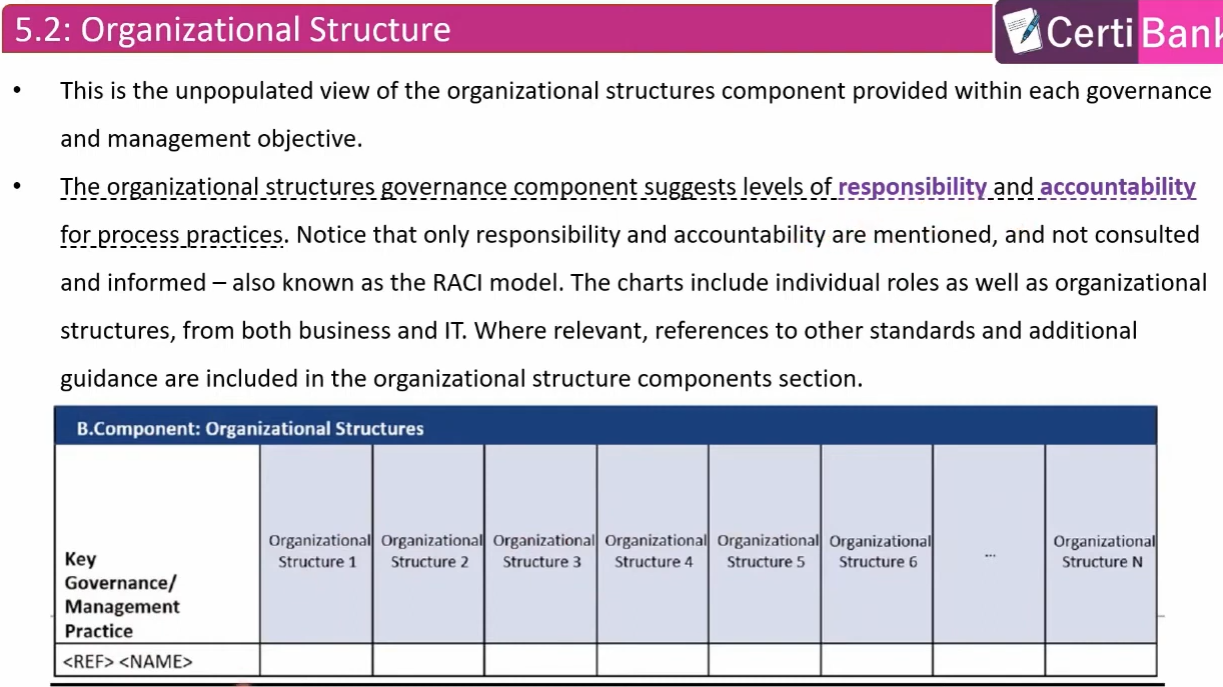 5.2: Organizational Structure
Certi Bank
• This is the unpopulated view of the organizational structures component provided within each governance
and management objective.
• The organizational structures governance component suggests levels of responsibility and accountability
for process practices. Notice that only responsibility and accountability are mentioned, and not consulted
and informed – also known as the RACI model. The charts include individual roles as well as organizational
structures, from both business and IT. Where relevant, references to other standards and additional
guidance are included in the organizational structure components section.
B.Component: Organizational Structures
Key
Governance/
Management
Practice
Organizational
Structure 1
Organizational
Structure 2
Organizational
Structure 3
Organizational
Structure 4
Organizational
Structure 5
Organizational
Structure 6
...
Organizational
Structure N
<REF> <NAME>